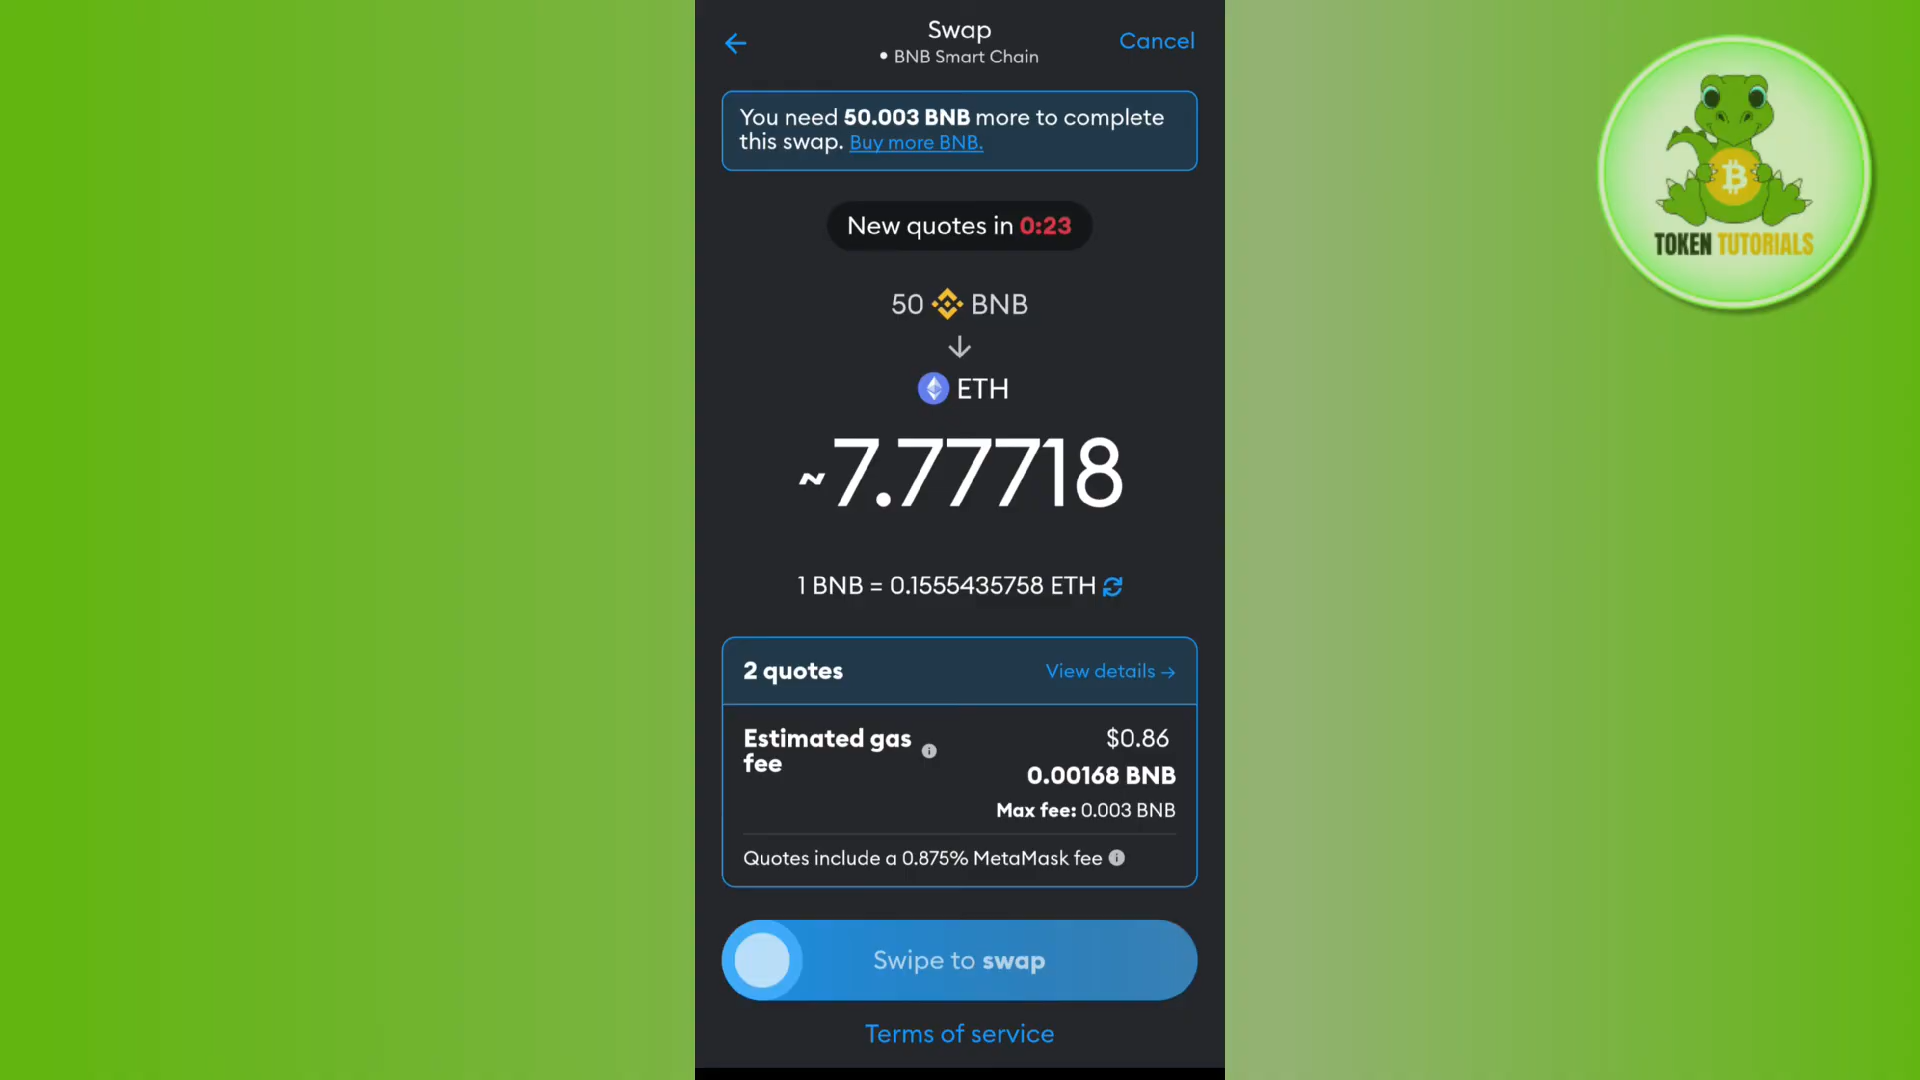 Swap
• BNB Smart Chain
Cancel
You need 50.003 BNB more to complete
this swap. Buy more BNB.
New quotes in 0:23
50 BNB
ETH
~7.77718
1 BNB = 0.1555435758 ETH
2 quotes
View details →
Estimated gas
fee
$0.86
0.00168 BNB
Max fee: 0.003 BNB
Quotes include a 0.875% MetaMask fee
Swipe to swap
Terms of service
TOKEN TUTORIALS